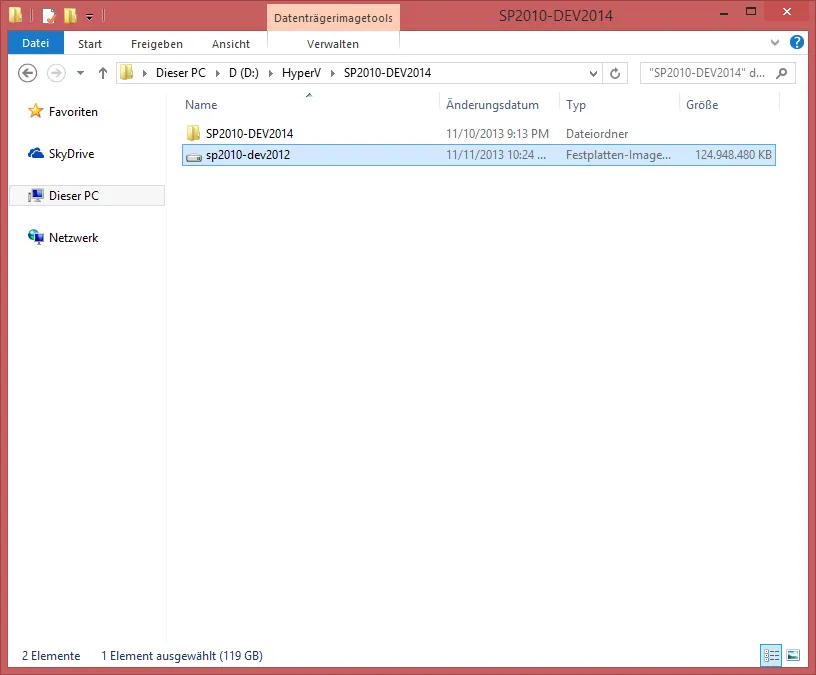 Datenträgerimagetools
SP2010-DEV2014
Datei Start Freigeben Ansicht Verwalten
Dieser PC D (D:) HyperV SP2010-DEV2014 "SP2010-DEV2014" d...
Name Änderungsdatum Typ Größe
Favoriten
SkyDrive
Dieser PC
Netzwerk
SP2010-DEV2014 11/10/2013 9:13 PM Dateiordner
sp2010-dev2012 11/11/2013 10:24 ... Festplatten-Image... 124.948.480 KB
2 Elemente 1 Element ausgewählt (119 GB)